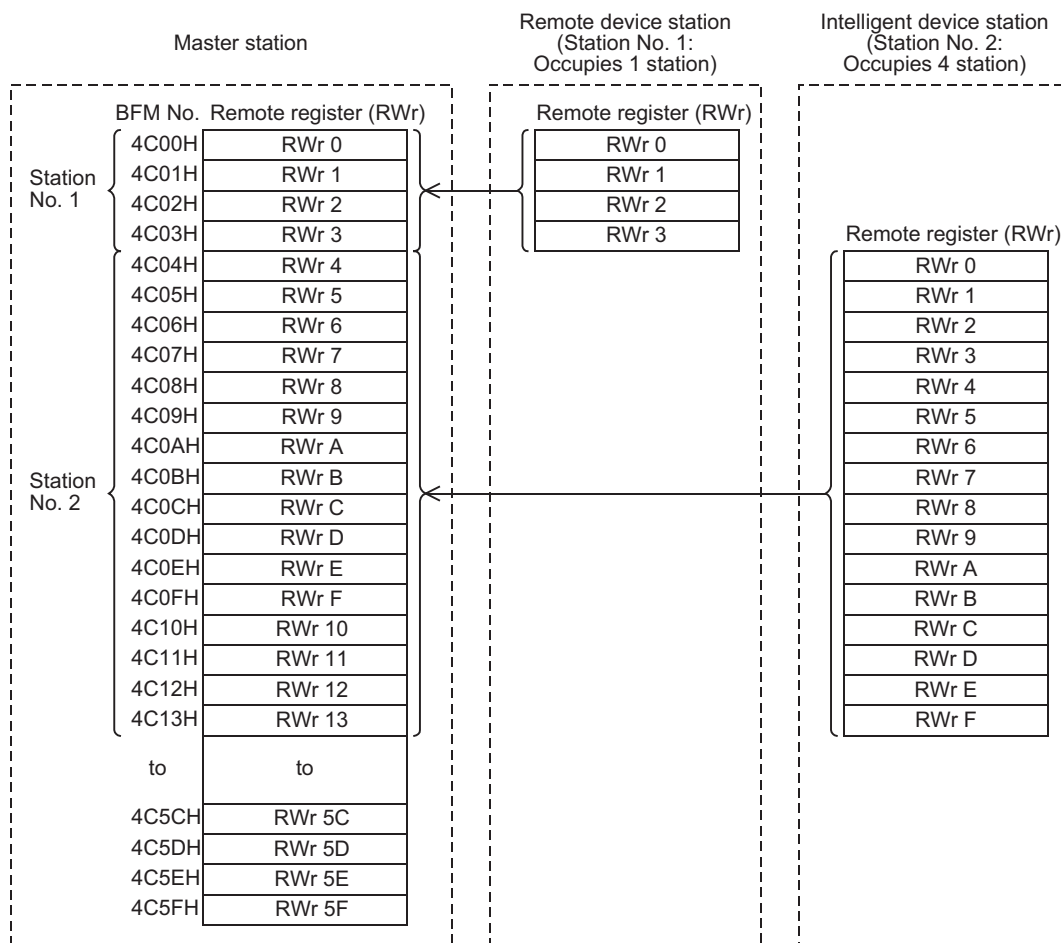 Master station
Remote device station
(Station No. 1:
Occupies 1 station)
Intelligent device station
(Station No. 2:
Occupies 4 station)
BFM No. Remote register (RWr)
Station
No. 1
4C00H RWr 0
4C01H RWr 1
4C02H RWr 2
4C03H RWr 3
Station
No. 2
4C04H RWr 4
4C05H RWr 5
4C06H RWr 6
4C07H RWr 7
4C08H RWr 8
4C09H RWr 9
4C0AH RWr A
4C0BH RWr B
4C0CH RWr C
4C0DH RWr D
4C0EH RWr E
4C0FH RWr F
4C10H RWr 10
4C11H RWr 11
4C12H RWr 12
4C13H RWr 13
to to
4C5CH RWr 5C
4C5DH RWr 5D
4C5EH RWr 5E
4C5FH RWr 5F
Remote register (RWr)
RWr 0
RWr 1
RWr 2
RWr 3
Remote register (RWr)
RWr 0
RWr 1
RWr 2
RWr 3
RWr 4
RWr 5
RWr 6
RWr 7
RWr 8
RWr 9
RWr A
RWr B
RWr C
RWr D
RWr E
RWr F